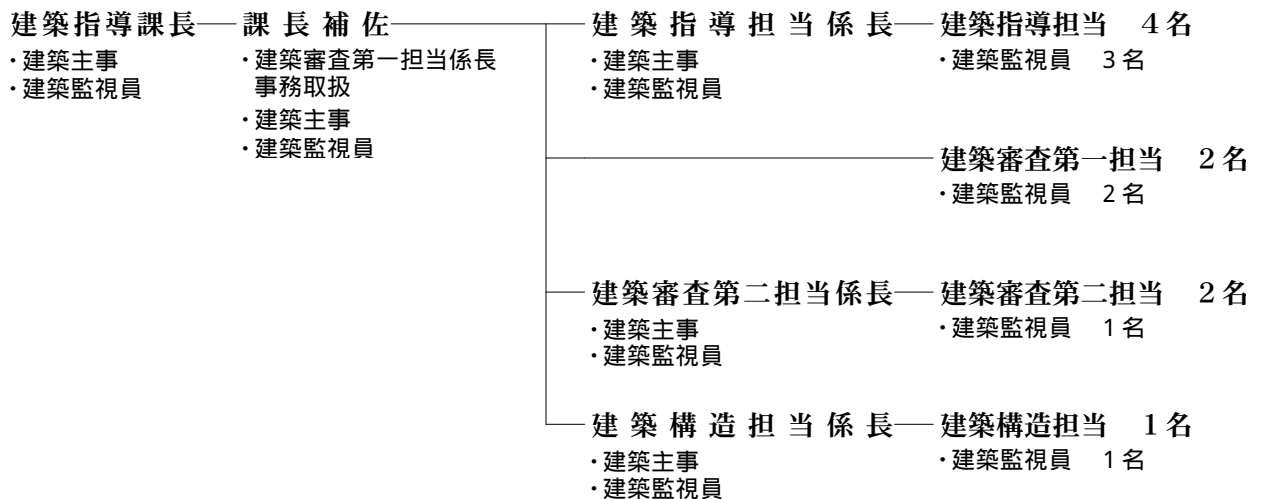 建築指導課長 課長補佐 建築指導担当係長 建築指導担当 4名
・建築主事 ・建築審査第一担当係長 ・建築主事 ・建築監視員 3名
・建築監視員 事務取扱 ・建築監視員
・建築主事
・建築監視員
建築審査第一担当 2名
・建築監視員 2名
建築審査第二担当係長 建築審査第二担当 2名
・建築主事 ・建築監視員 1名
・建築監視員
建築構造担当係長 建築構造担当 1名
・建築主事 ・建築監視員 1名
・建築監視員